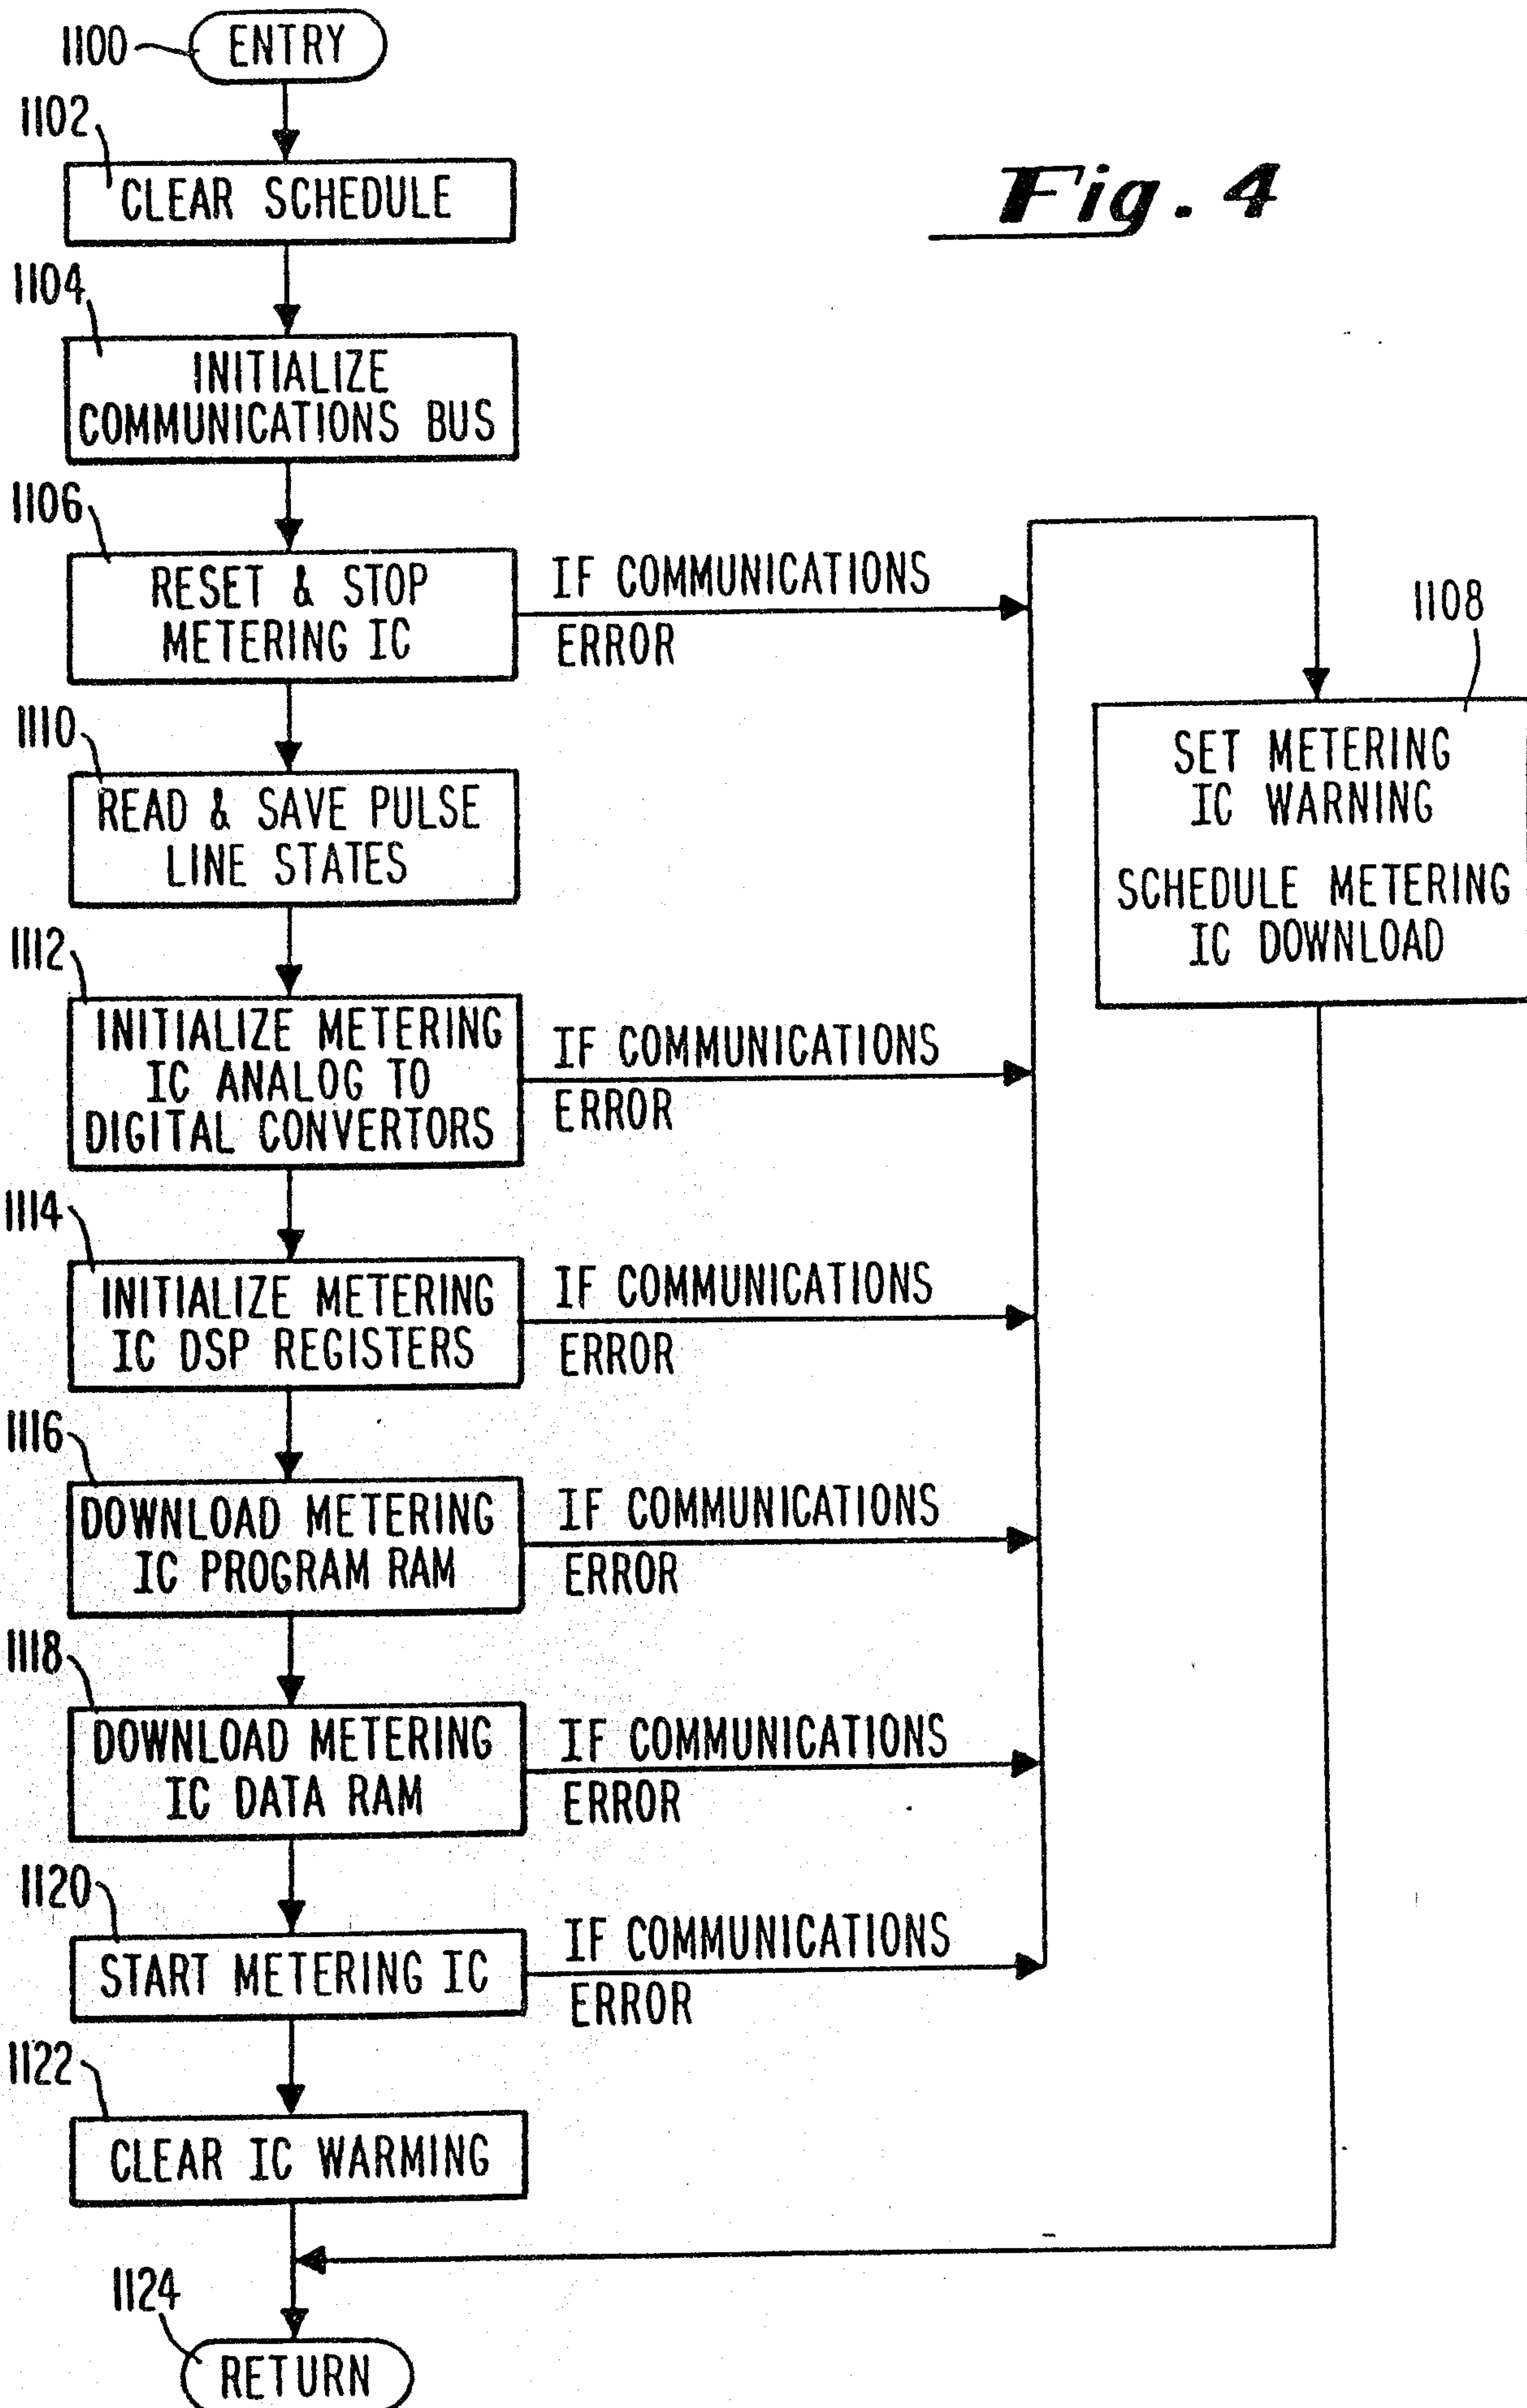 1100
ENTRY
1102
CLEAR SCHEDULE
Fig. 4
1104
INITIALIZE
COMMUNICATIONS BUS
1106
RESET & STOP
METERING IC
IF COMMUNICATIONS
ERROR
1108
SET METERING
IC WARNING
SCHEDULE METERING
IC DOWNLOAD
1110
READ & SAVE PULSE
LINE STATES
1112
INITIALIZE METERING
IC ANALOG TO
DIGITAL CONVERTORS
IF COMMUNICATIONS
ERROR
1114
INITIALIZE METERING
IC DSP REGISTERS
IF COMMUNICATIONS
ERROR
1116
DOWNLOAD METERING
IC PROGRAM RAM
IF COMMUNICATIONS
ERROR
1118
DOWNLOAD METERING
IC DATA RAM
IF COMMUNICATIONS
ERROR
1120
START METERING IC
IF COMMUNICATIONS
ERROR
1122
CLEAR IC WARMING
1124
RETURN